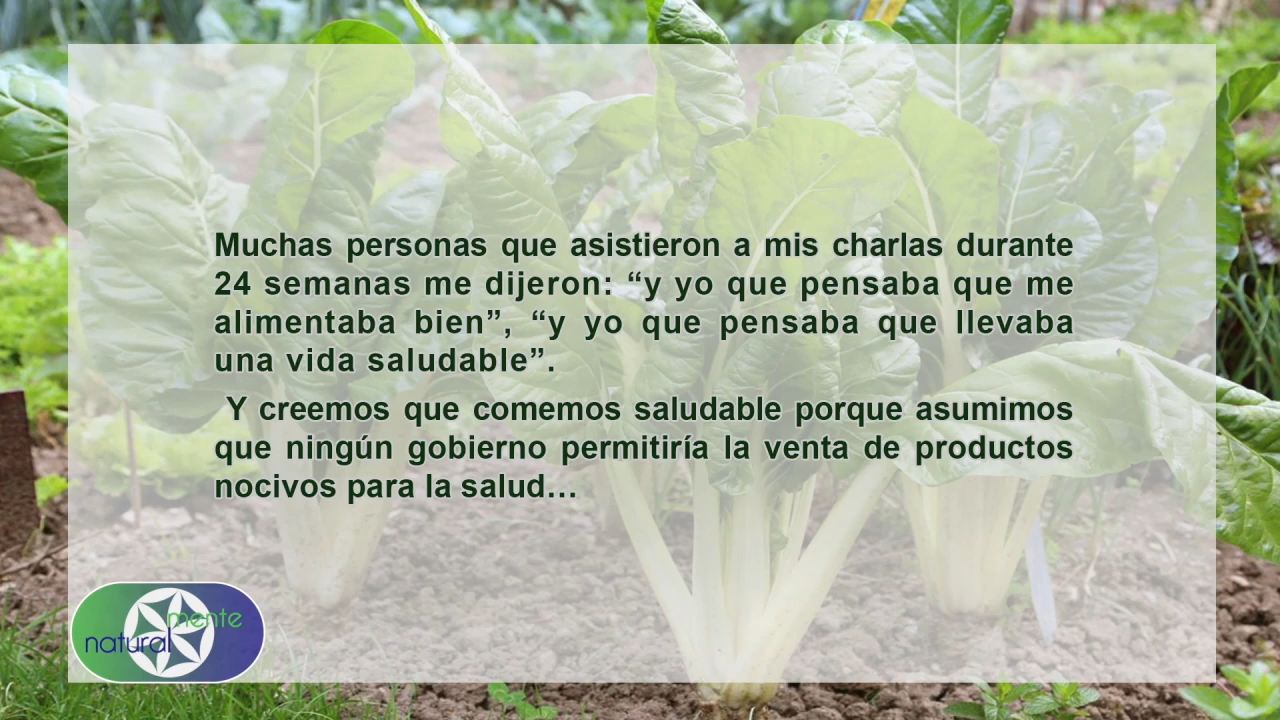 Muchas personas que asistieron a mis charlas durante
24 semanas me dijeron: “y yo que pensaba que me
alimentaba bien”, “y yo que pensaba que llevaba
una vida saludable”.
Y creemos que comemos saludable porque asumimos
que ningún gobierno permitiría la venta de productos
nocivos para la salud…
natural mente